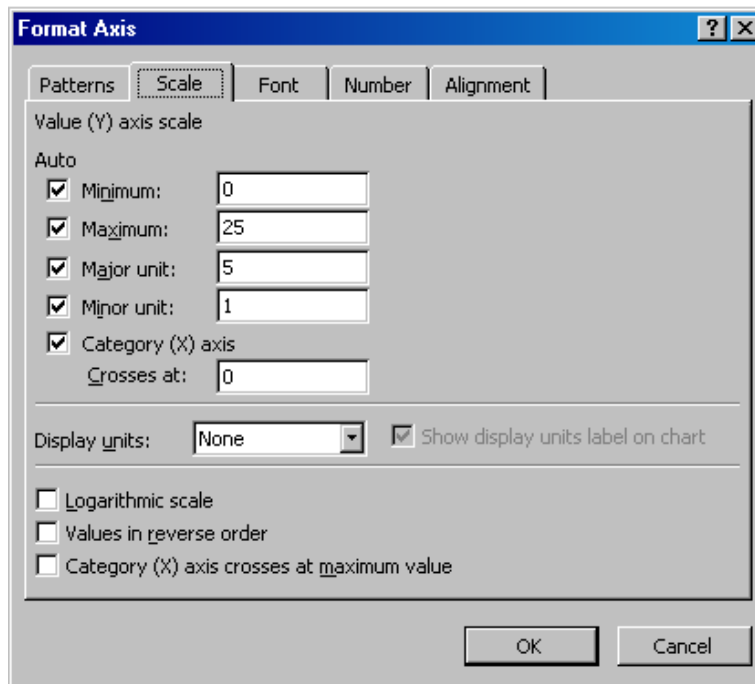 Format Axis
Patterns Scale Font Number Alignment
Value (Y) axis scale
Auto
Minimum: 0
Maximum: 25
Major unit: 5
Minor unit: 1
Category (X) axis
Crosses at: 0
Display units: None Show display units label on chart
Logarithmic scale
Values in reverse order
Category (X) axis crosses at maximum value
OK Cancel